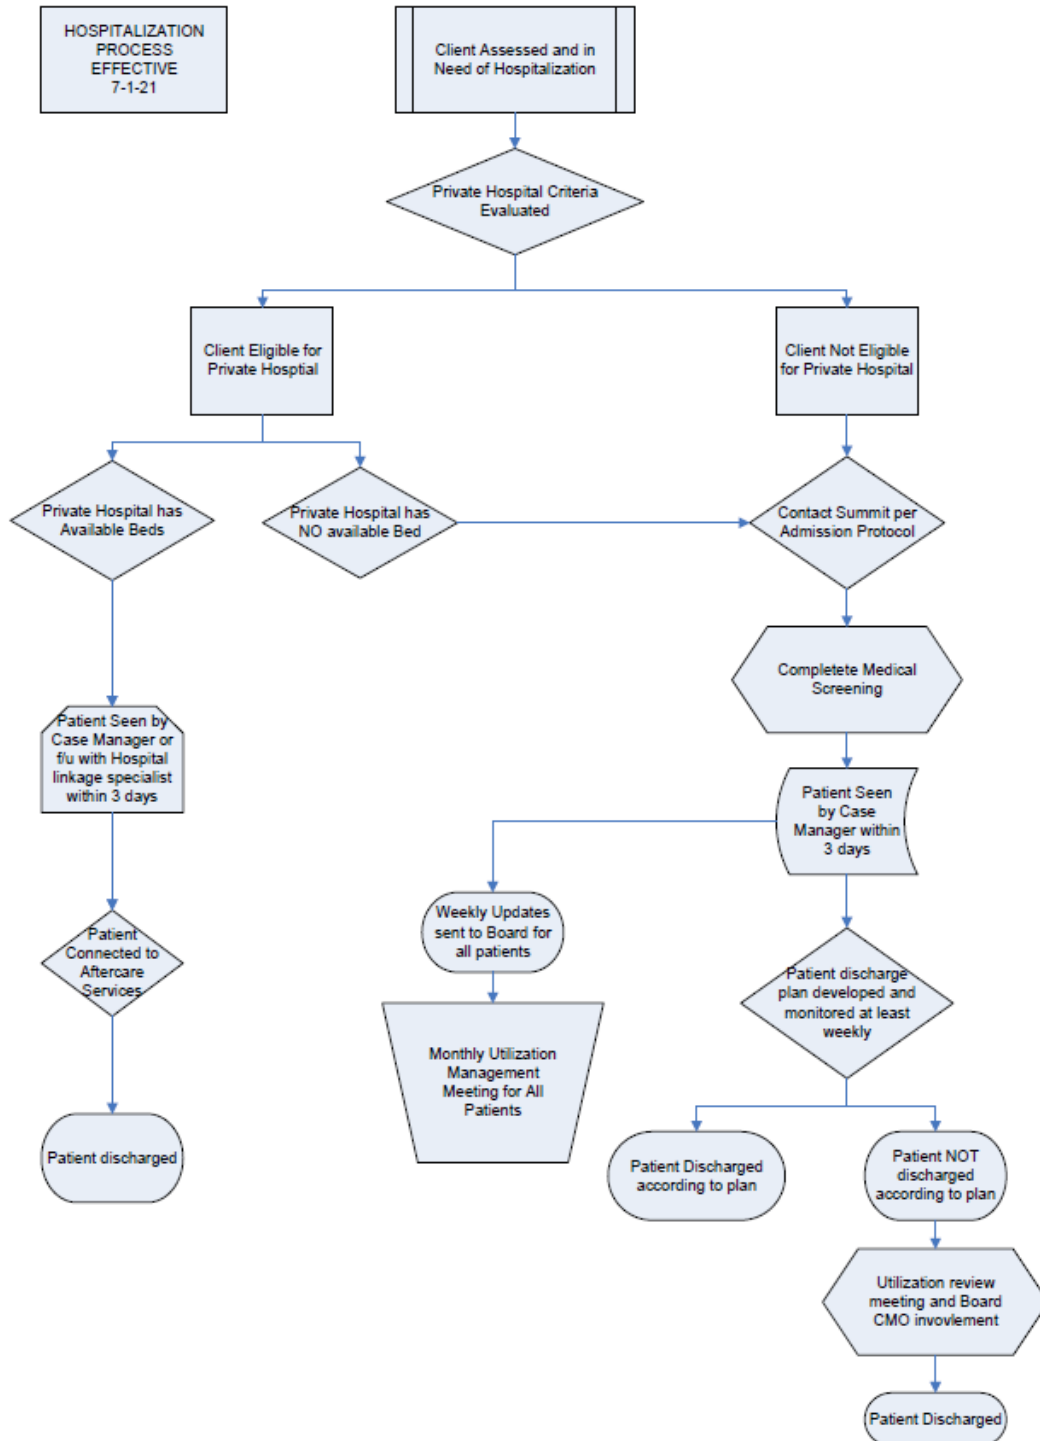 HOSPITALIZATION
PROCESS
EFFECTIVE
7-1-21
Client Assessed and in
Need of Hospitalization
Private Hospital Criteria
Evaluated
Client Eligible for
Private Hosptial
Client Not Eligible
for Private Hospital
Private Hospital has
Available Beds
Private Hospital has
NO available Bed
Contact Summit per
Admission Protocol
Completete Medical
Screening
Patient Seen by
Case Manager or
f/u with Hospital
linkage specialist
within 3 days
Patient Seen
by Case
Manager within
3 days
Weekly Updates
sent to Board for
all patients
Patient
Connected to
Aftercare
Services
Patient discharge
plan developed and
monitored at least
weekly
Monthly Utilization
Management
Meeting for All
Patients
Patient discharged
Patient Discharged
according to plan
Patient NOT
discharged
according to plan
Utilization review
meeting and Board
CMO invovlement
Patient Discharged